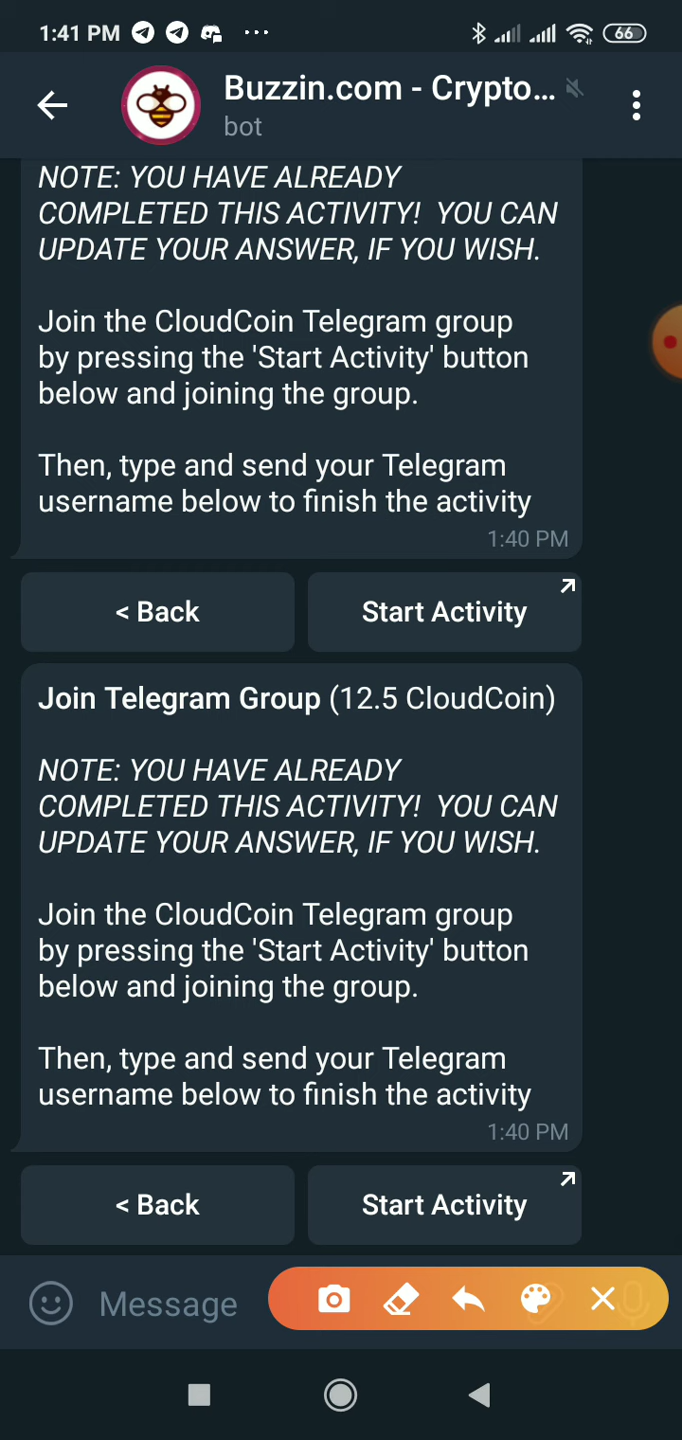 1:41 PM ...
66
Buzzin.com - Crypto...
bot
NOTE: YOU HAVE ALREADY
COMPLETED THIS ACTIVITY!  YOU CAN
UPDATE YOUR ANSWER, IF YOU WISH.
Join the CloudCoin Telegram group
by pressing the 'Start Activity' button
below and joining the group.
Then, type and send your Telegram
username below to finish the activity
1:40 PM
< Back
Start Activity
Join Telegram Group (12.5 CloudCoin)
NOTE: YOU HAVE ALREADY
COMPLETED THIS ACTIVITY!  YOU CAN
UPDATE YOUR ANSWER, IF YOU WISH.
Join the CloudCoin Telegram group
by pressing the 'Start Activity' button
below and joining the group.
Then, type and send your Telegram
username below to finish the activity
1:40 PM
< Back
Start Activity
Message